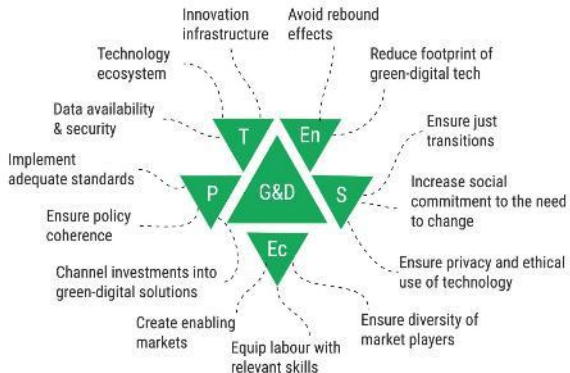 Innovation
infrastructure
Avoid rebound
effects
Technology
ecosystem
Reduce footprint of
green-digital tech
Data availability
& security
T
En
Ensure just
transitions
Implement
adequate standards
P
G&D
S
Increase social
commitment to the need
to change
Ensure policy
coherence
Ec
Channel investments into
green-digital solutions
Ensure privacy and ethical
use of technology
Create enabling
markets
Equip labour with
relevant skills
Ensure diversity of
market players